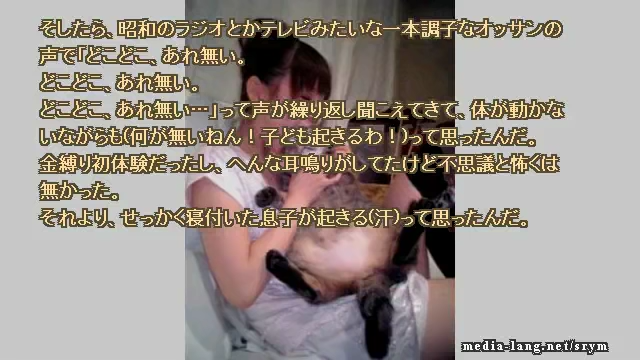 そしたら、昭和のラジオとかテレビみたいな一本調子なオッサンの
声で「どこどこ、あれ無い。
どこどこ、あれ無い。
どこどこ、あれ無い…」って声が繰り返し聞こえてきて、体が動かな
いながらも(何が無いねん！子ども起きるわ！)って思ったんだ。
金縛り初体験だったし、へんな耳鳴りがしてたけど不思議と怖くは
無かった。
それより、せっかく寝付いた息子が起きる(汗)って思ったんだ。
media-lang.net/srym